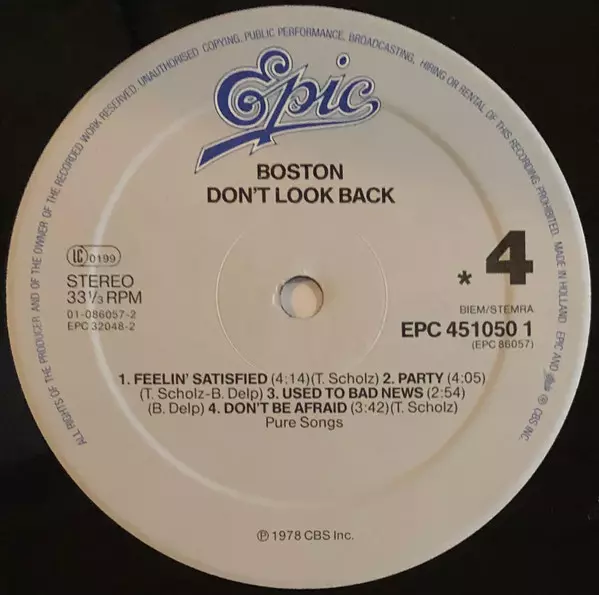 ALL RIGHTS OF THE PRODUCER AND OF THE OWNER OF THE RECORDED WORK RESERVED. UNAUTHORISED COPYING, PUBLIC PERFORMANCE, BROADCASTING, HIRING OR RENTAL OF THIS RECORDING PROHIBITED. MADE IN HOLLAND EPIC AND Epic ® CBS INC.
Epic
BOSTON
DON'T LOOK BACK
LC 0199
STEREO
33⅓ RPM
01-086057-2
EPC 32048-2
* 4
BIEM/STEMRA
EPC 451050 1
(EPC 86057)
1. FEELIN' SATISFIED (4:14)(T. Scholz) 2. PARTY (4:05)
(T. Scholz-B. Delp) 3. USED TO BAD NEWS (2:54)
(B. Delp) 4. DON'T BE AFRAID (3:42)(T. Scholz)
Pure Songs
℗ 1978 CBS Inc.